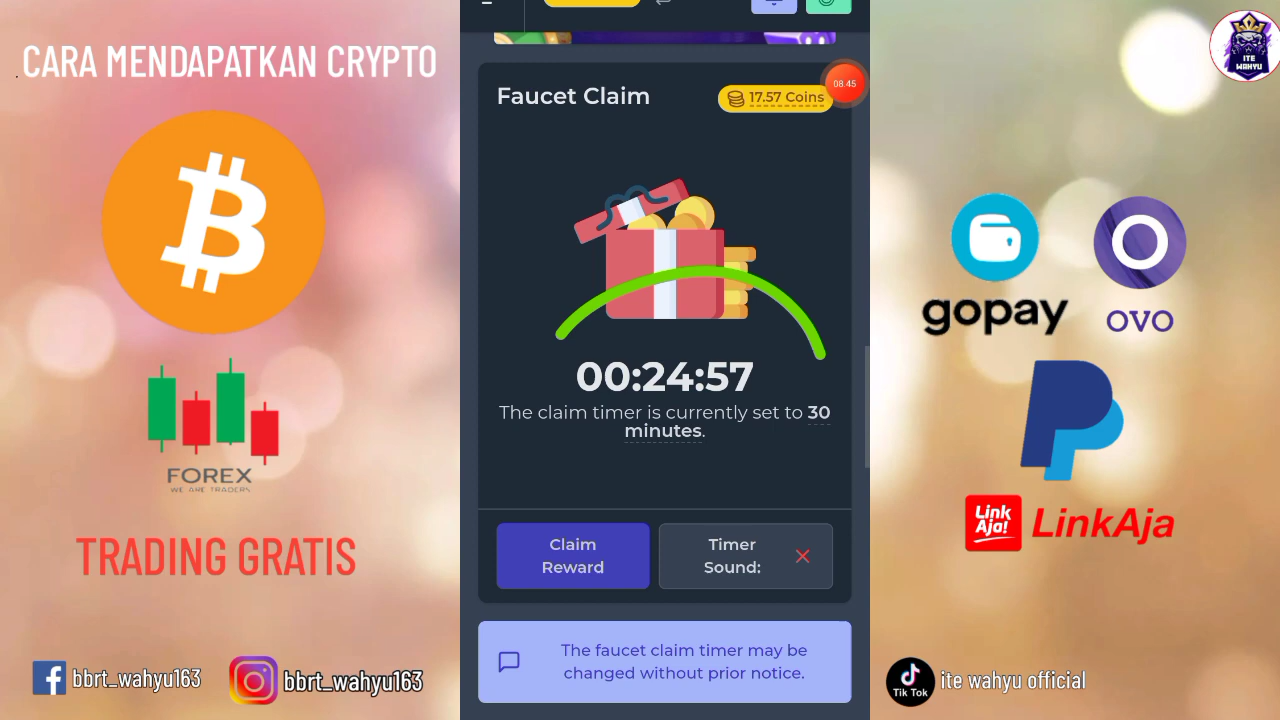 CARA MENDAPATKAN CRYPTO
FOREX
WE ARE TRADERS
TRADING GRATIS
bbrt_wahyu163
bbrt_wahyu163
Faucet Claim
17.57 Coins
08.45
00:24:57
The claim timer is currently set to 30
minutes.
Claim
Reward
Timer
Sound:
The faucet claim timer may be
changed without prior notice.
ITE
WAHYU
gopay
OVO
Link
Aja!
LinkAja
Tik Tok
ite wahyu official